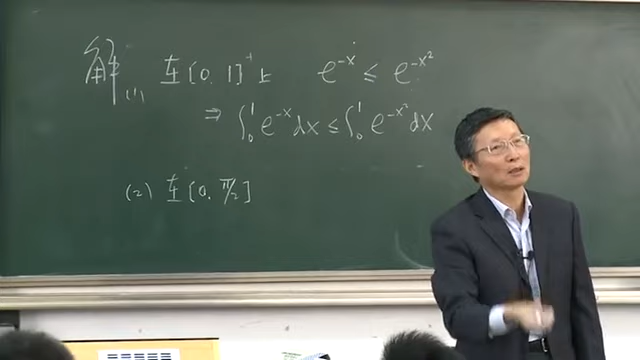 解(1) 在[0, 1]上 e^{-x} ≤ e^{-x^2}
⇒ ∫_0^1 e^{-x}dx ≤ ∫_0^1 e^{-x^2}dx
(2) 在[0, π/2]